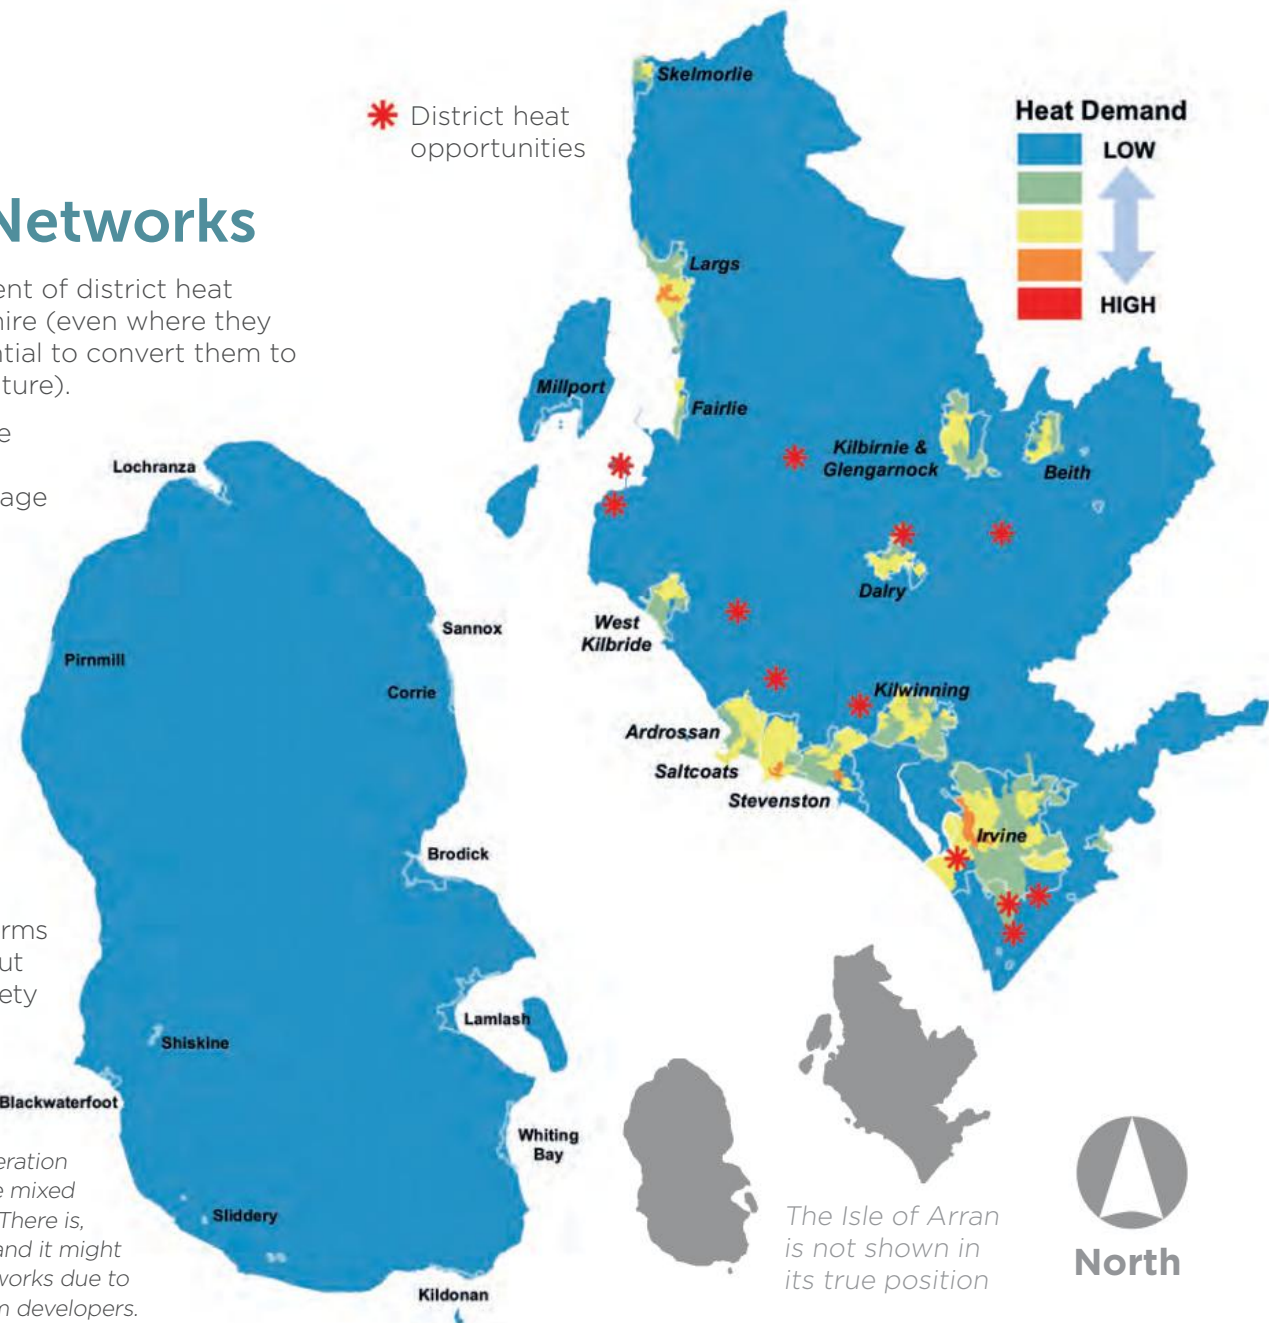 District heat
opportunities
Networks
ent of district heat
hire (even where they
ntial to convert them to
ture).
e
age
rms
ut
ety
eration
e mixed
There is,
and it might
works due to
m developers.
Heat Demand
LOW
HIGH
Skelmorlie
Largs
Millport
Fairlie
Kilbirnie &
Glengarnock
Beith
Dalry
West
Kilbride
Kilwinning
Ardrossan
Saltcoats
Stevenston
Irvine
Lochranza
Sannox
Pirnmill
Corrie
Brodick
Lamlash
Shiskine
Blackwaterfoot
Whiting
Bay
Sliddery
Kildonan
The Isle of Arran
is not shown in
its true position
North